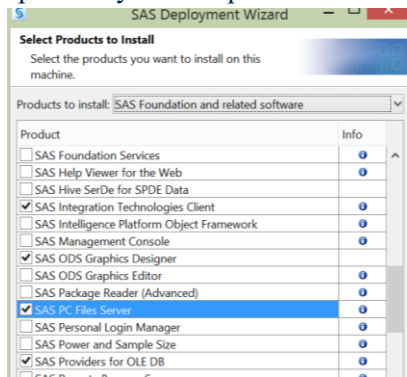 SAS Deployment Wizard
Select Products to Install
Select the products you want to install on this
machine.
Products to install: SAS Foundation and related software
Product Info
SAS Foundation Services
SAS Help Viewer for the Web
SAS Hive SerDe for SPDE Data
SAS Integration Technologies Client
SAS Intelligence Platform Object Framework
SAS Management Console
SAS ODS Graphics Designer
SAS ODS Graphics Editor
SAS Package Reader (Advanced)
SAS PC Files Server
SAS Personal Login Manager
SAS Power and Sample Size
SAS Providers for OLE DB